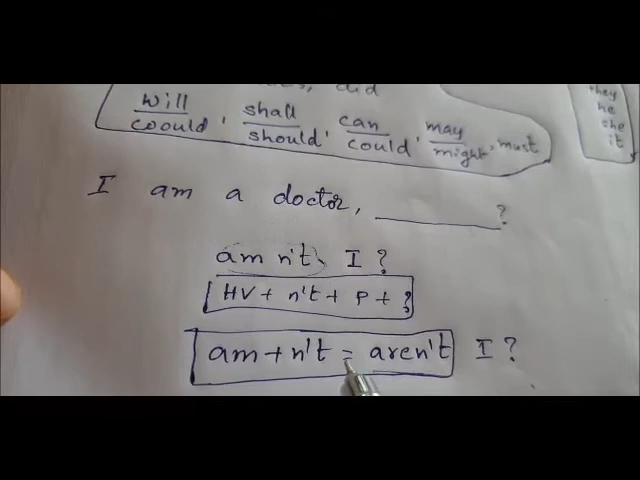 did
will shall can may
coould, should, could, might, must
they
he
she
it
I am a doctor, ________?
am n't, I?
HV + n't + P + ?
am + n't = aren't I?